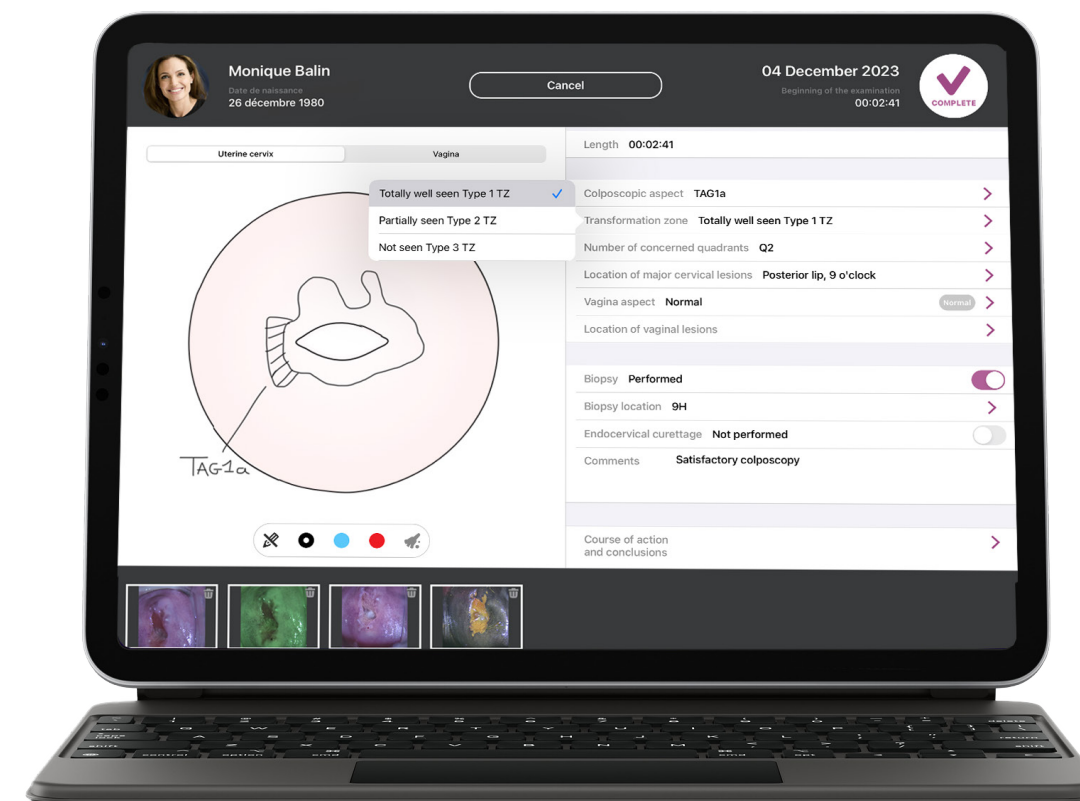 Monique Balin
Date de naissance
26 décembre 1980
Cancel
04 December 2023
Beginning of the examination
00:02:41
COMPLETE
Uterine cervix
Vagina
Totally well seen Type 1 TZ
Partially seen Type 2 TZ
Not seen Type 3 TZ
TAG1a
Length 00:02:41
Colposcopic aspect TAG1a
Transformation zone Totally well seen Type 1 TZ
Number of concerned quadrants Q2
Location of major cervical lesions Posterior lip, 9 o'clock
Vagina aspect Normal Normal
Location of vaginal lesions
Biopsy Performed
Biopsy location 9H
Endocervical curettage Not performed
Comments Satisfactory colposcopy
Course of action
and conclusions